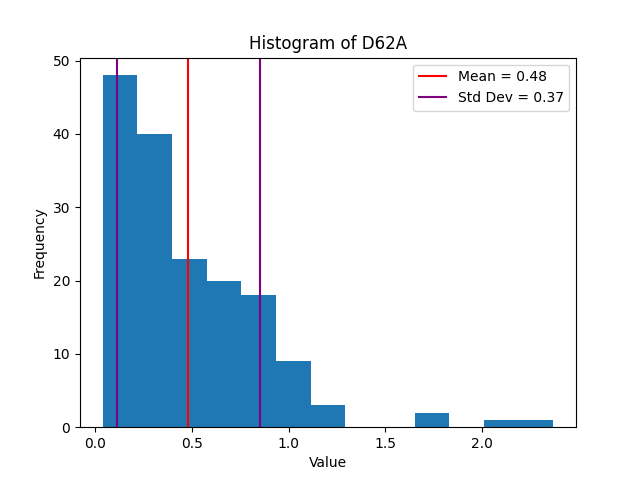 Histogram of D62A
Mean = 0.48
Std Dev = 0.37
Frequency
50
40
30
20
10
0
0.0 0.5 1.0 1.5 2.0
Value